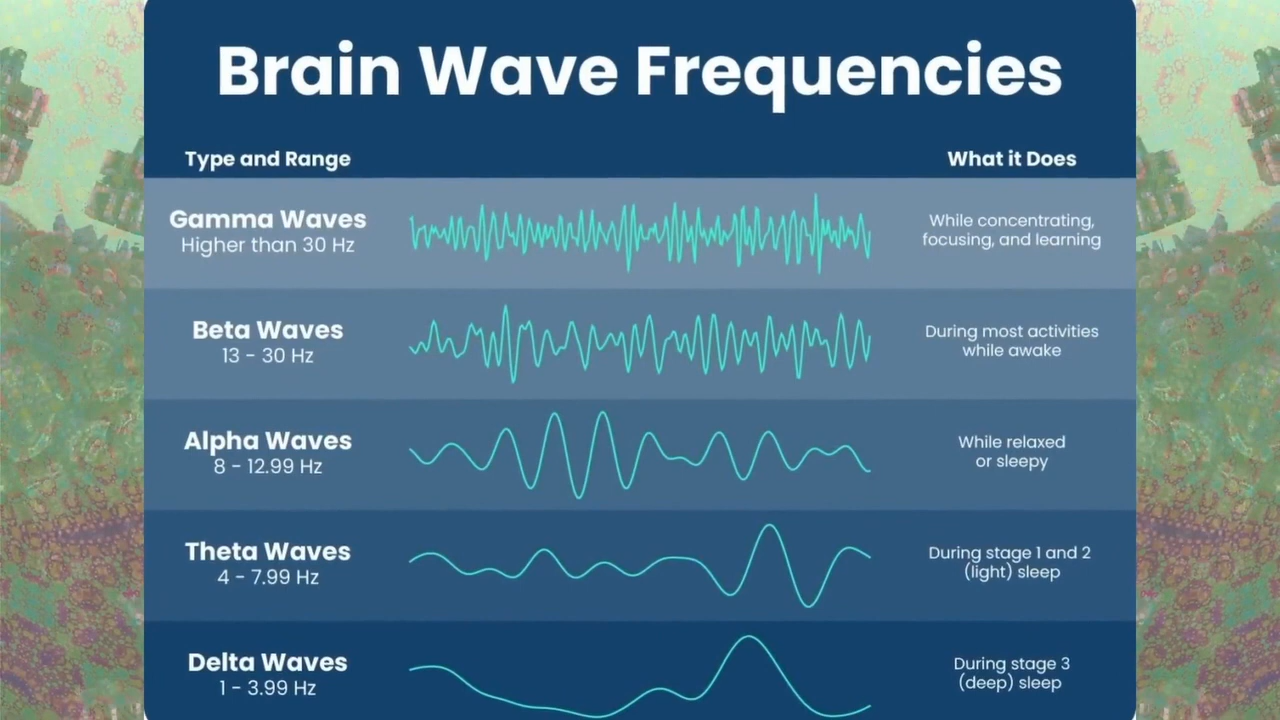 Brain Wave Frequencies
Type and Range
What it Does
Gamma Waves
Higher than 30 Hz
While concentrating,
focusing, and learning
Beta Waves
13 - 30 Hz
During most activities
while awake
Alpha Waves
8 - 12.99 Hz
While relaxed
or sleepy
Theta Waves
4 - 7.99 Hz
During stage 1 and 2
(light) sleep
Delta Waves
1 - 3.99 Hz
During stage 3
(deep) sleep